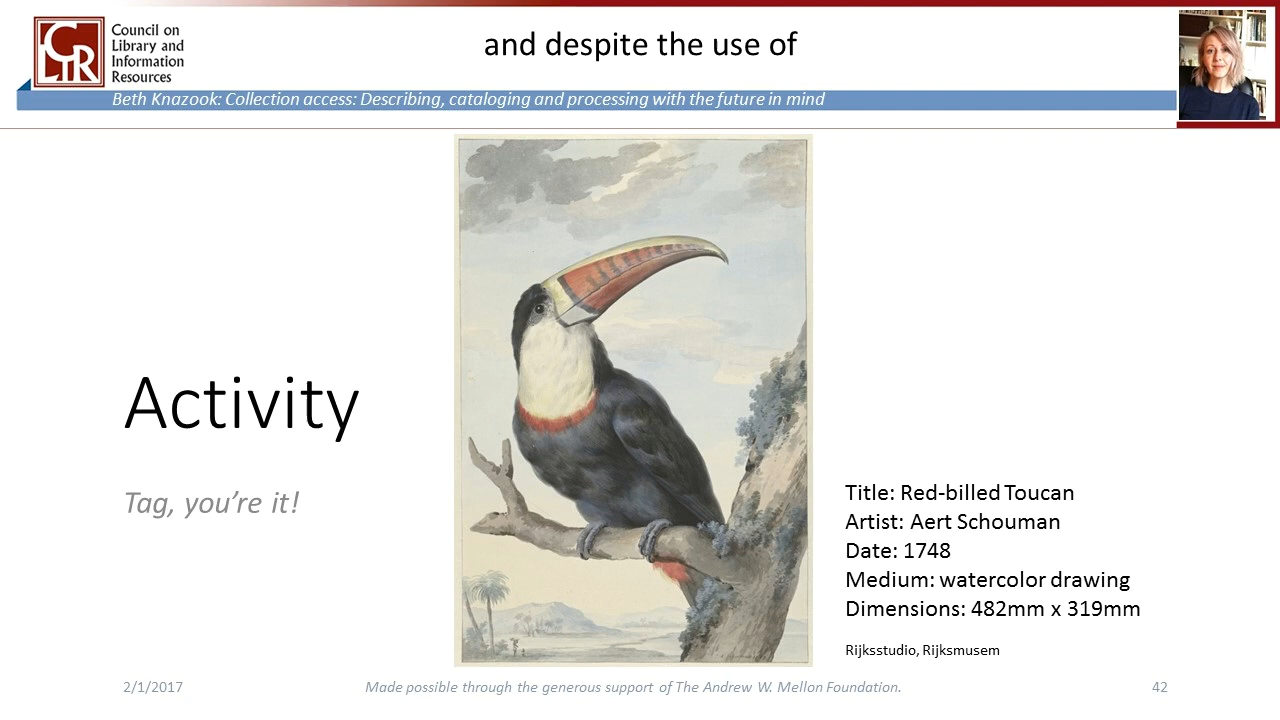 CLIR
Council on
Library and
Information
Resources
and despite the use of
Beth Knazook: Collection access: Describing, cataloging and processing with the future in mind
Activity
Tag, you're it!
Title: Red-billed Toucan
Artist: Aert Schouman
Date: 1748
Medium: watercolor drawing
Dimensions: 482mm x 319mm
Rijksstudio, Rijksmusem
2/1/2017
Made possible through the generous support of The Andrew W. Mellon Foundation.
42